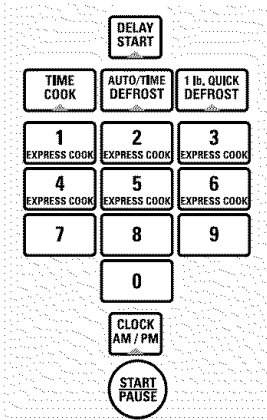 DELAY
START
TIME
COOK
AUTO/TIME
DEFROST
1 lb. QUICK
DEFROST
1
EXPRESS COOK
2
EXPRESS COOK
3
EXPRESS COOK
4
EXPRESS COOK
5
EXPRESS COOK
6
EXPRESS COOK
7
8
9
0
CLOCK
AM / PM
START
PAUSE